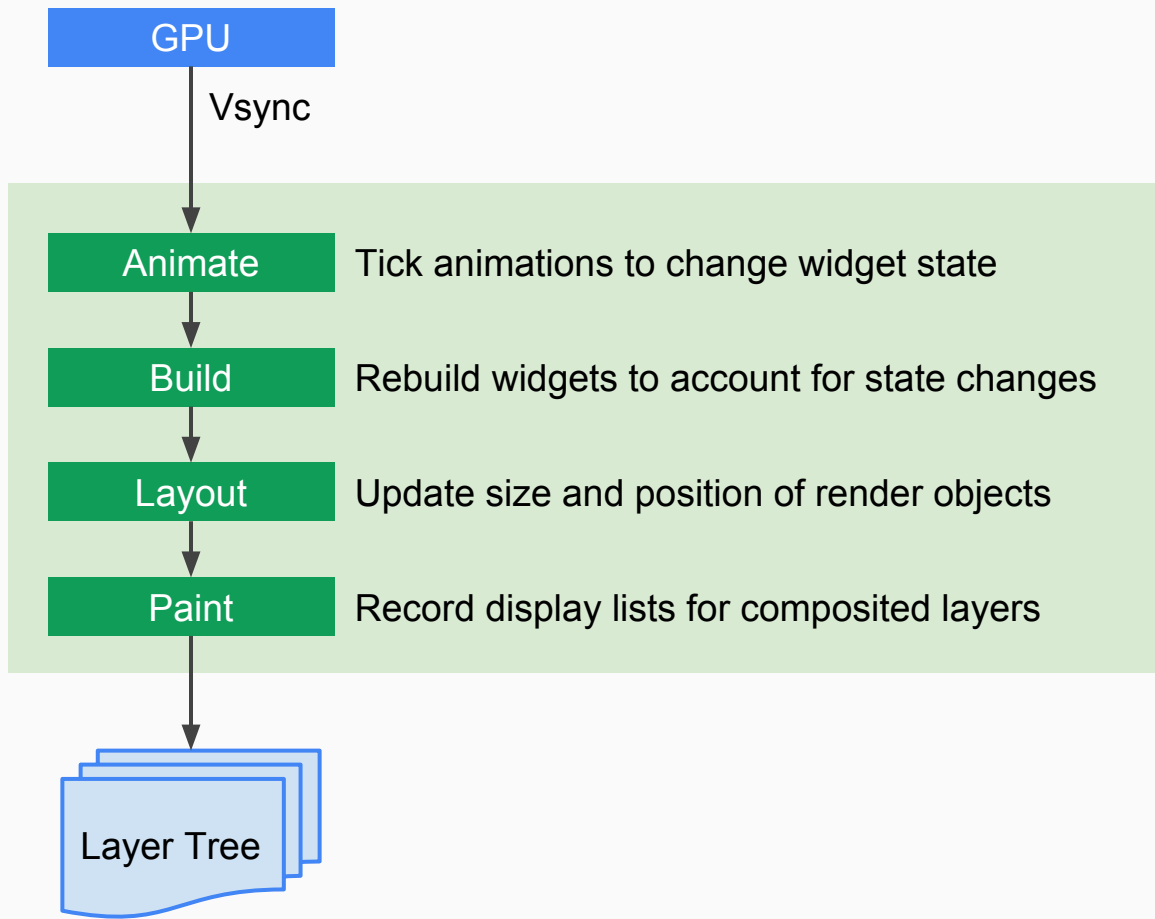 GPU
Vsync
Animate
Tick animations to change widget state
Build
Rebuild widgets to account for state changes
Layout
Update size and position of render objects
Paint
Record display lists for composited layers
Layer Tree